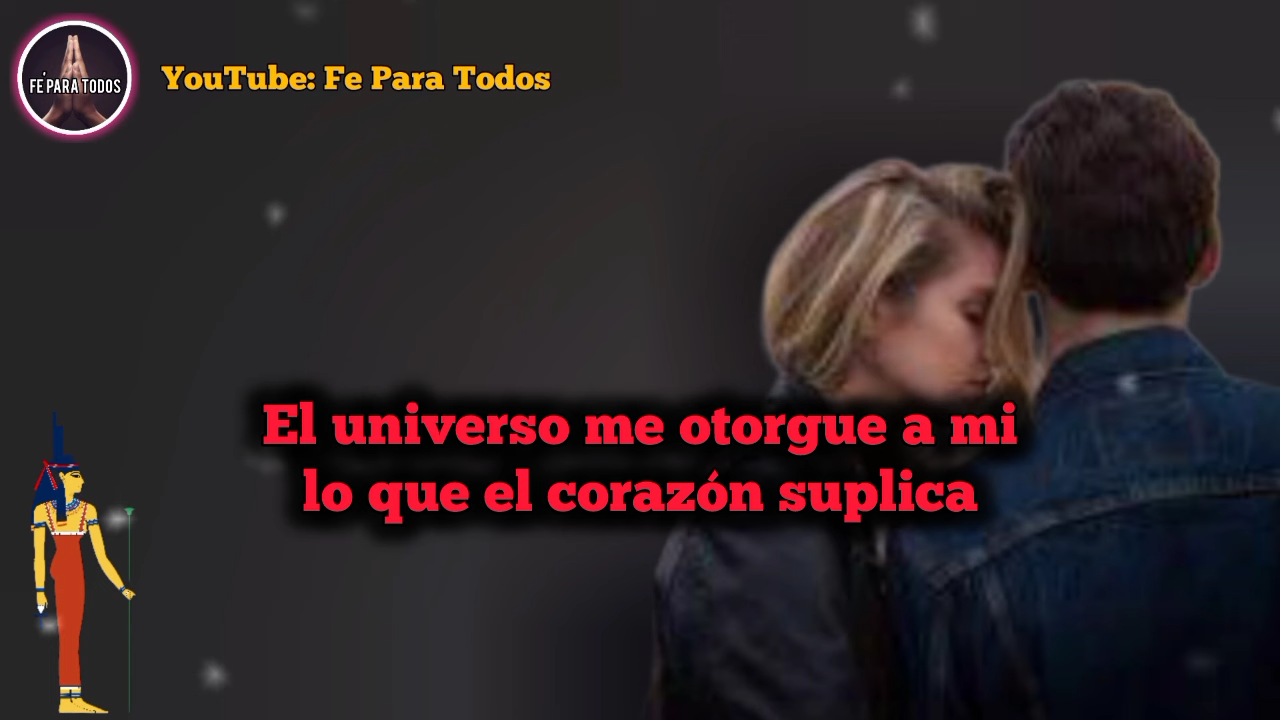 FE PARA TODOS
YouTube: Fe Para Todos
El universo me otorgue a mi
lo que el corazón suplica